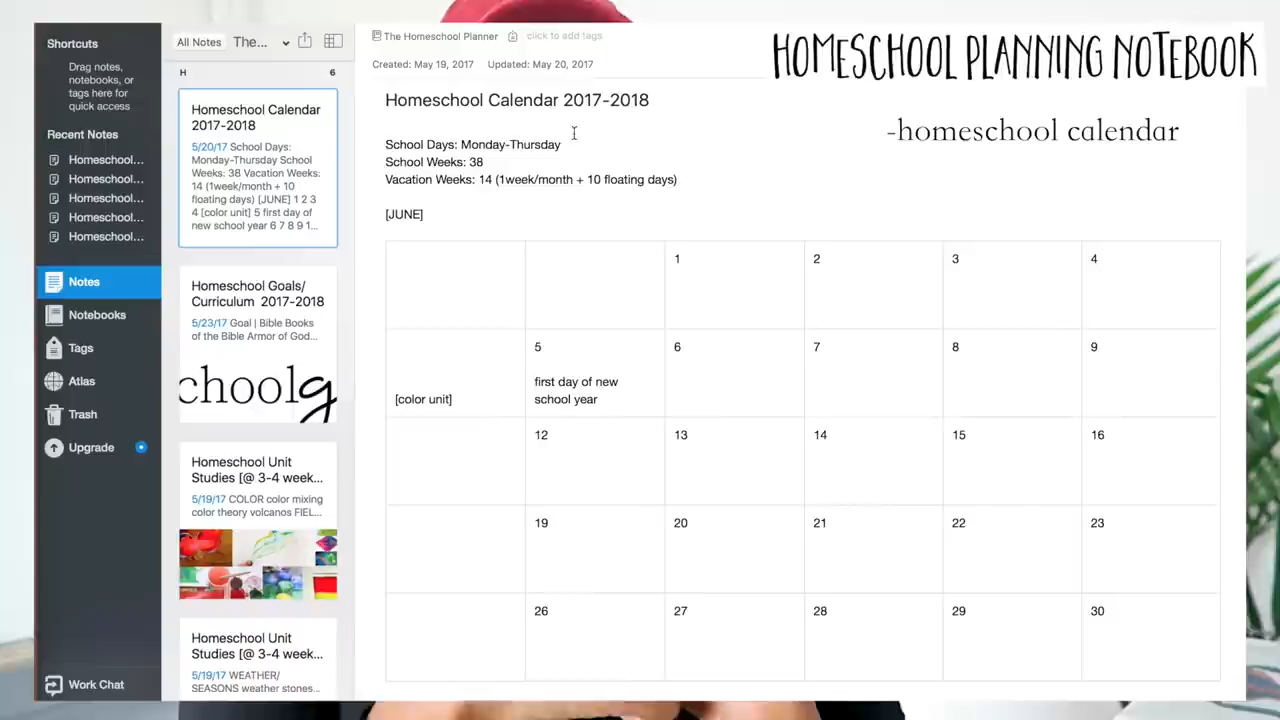 Shortcuts
Drag notes,
notebooks, or
tags here for
quick access
Recent Notes
Homeschool...
Homeschool...
Homeschool...
Homeschool...
Homeschool...
Notes
Notebooks
Tags
Atlas
Trash
Upgrade
Work Chat
All Notes The...
H 6
Homeschool Calendar
2017-2018
5/20/17 School Days:
Monday-Thursday School
Weeks: 38 Vacation Weeks:
14 (1week/month + 10
floating days) [JUNE] 1 2 3
4 [color unit] 5 first day of
new school year 6 7 8 9 1...
Homeschool Goals/
Curriculum 2017-2018
5/23/17 Goal | Bible Books
of the Bible Armor of God...
choolg
Homeschool Unit
Studies [@ 3-4 week...
5/19/17 COLOR color mixing
color theory volcanos FIEL...
Homeschool Unit
Studies [@ 3-4 week...
5/19/17 WEATHER/
SEASONS weather stones...
The Homeschool Planner click to add tags
Created: May 19, 2017 Updated: May 20, 2017
Homeschool Calendar 2017-2018
School Days: Monday-Thursday
School Weeks: 38
Vacation Weeks: 14 (1week/month + 10 floating days)
[JUNE]
1 2 3 4
5 6 7 8 9
first day of new
[color unit] school year
12 13 14 15 16
19 20 21 22 23
26 27 28 29 30
HOMESCHOOL PLANNING NOTEBOOK
-homeschool calendar